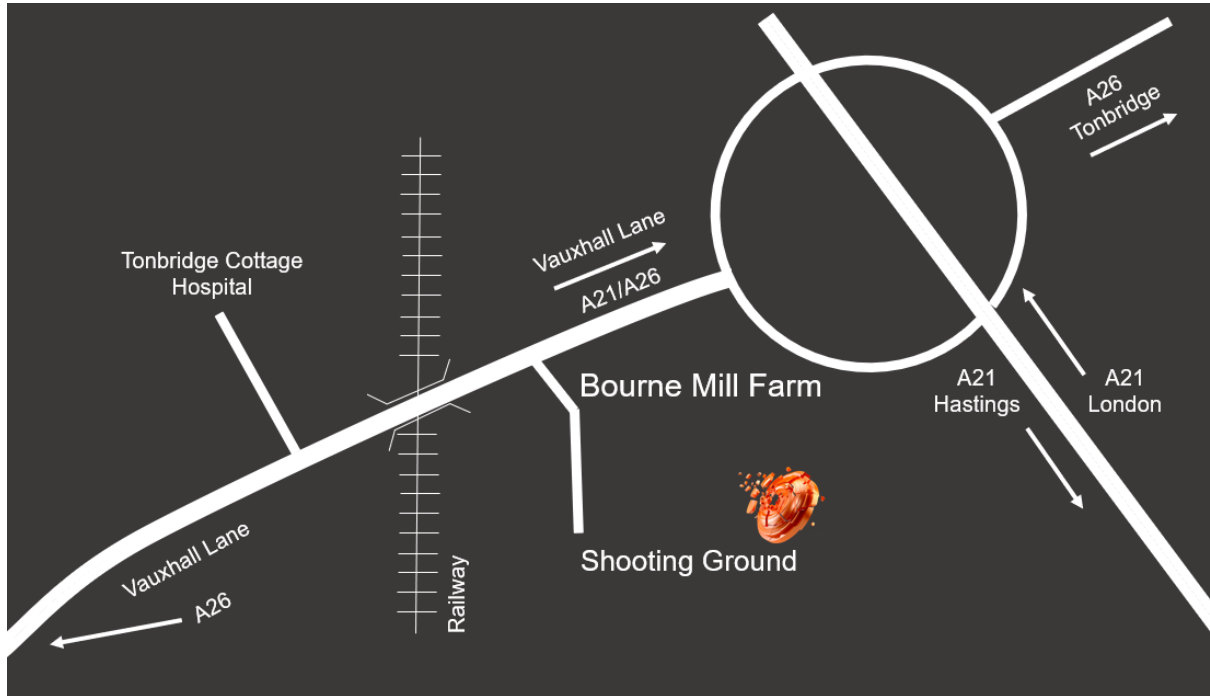 A26
Tonbridge
Vauxhall Lane
A21/A26
Tonbridge Cottage
Hospital
Bourne Mill Farm
A21
Hastings
A21
London
Shooting Ground
Vauxhall Lane
A26
Railway